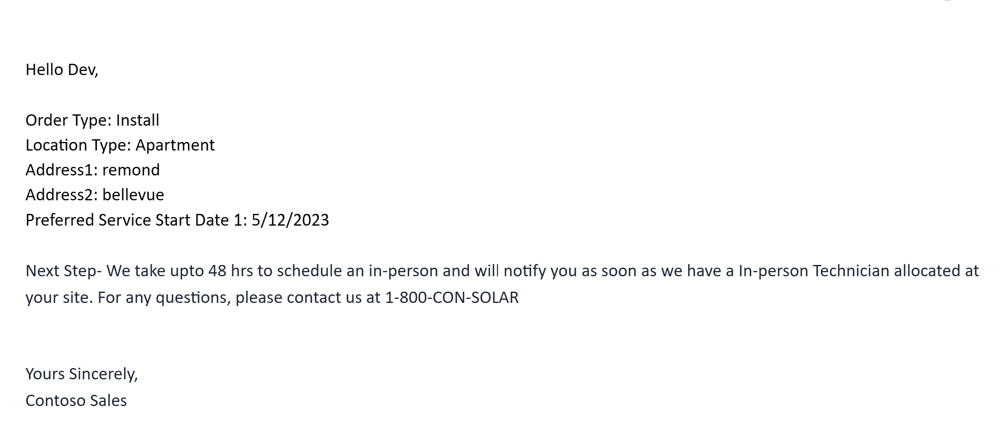 Hello Dev,
Order Type: Install
Location Type: Apartment
Address1: remond
Address2: bellevue
Preferred Service Start Date 1: 5/12/2023
Next Step- We take upto 48 hrs to schedule an in-person and will notify you as soon as we have a In-person Technician allocated at
your site. For any questions, please contact us at 1-800-CON-SOLAR
Yours Sincerely,
Contoso Sales